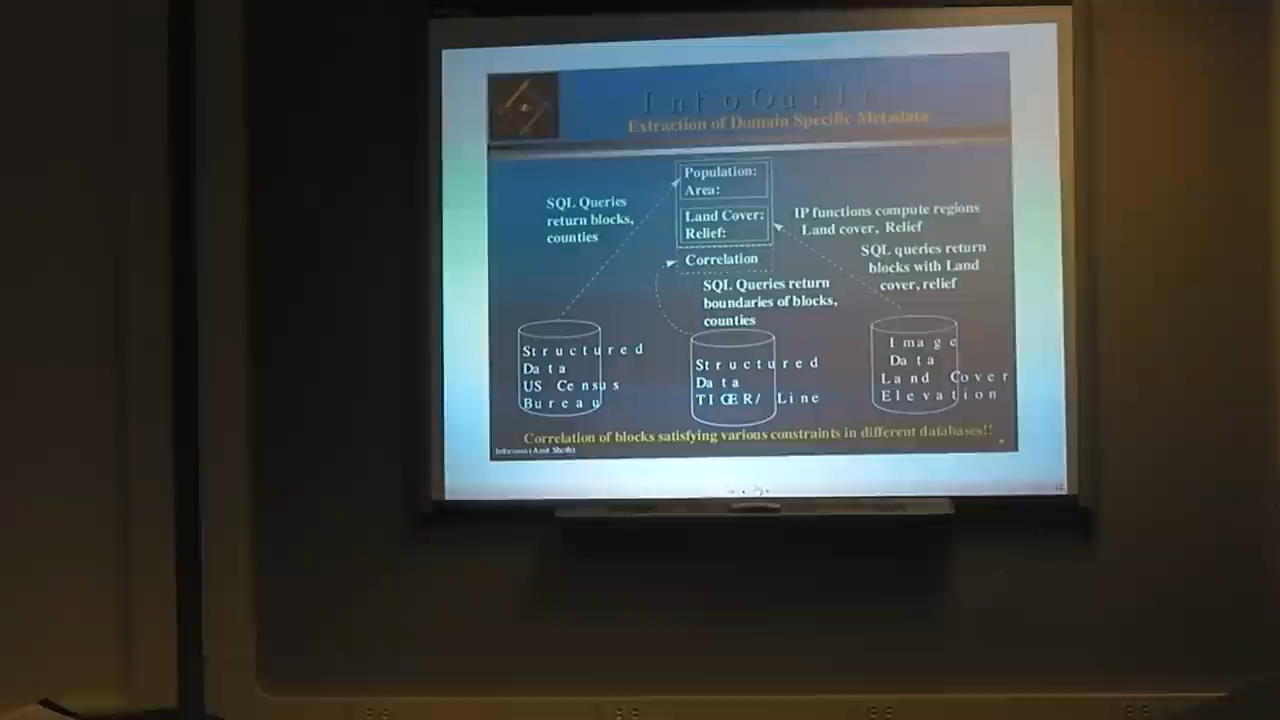 InfoQuilt
Extraction of Domain Specific Metadata
Population:
Area:
Land Cover:
Relief:
Correlation
SQL Queries
return blocks,
counties
IP functions compute regions
Land cover, Relief
SQL queries return
blocks with Land
cover, relief
SQL Queries return
boundaries of blocks,
counties
Structured
Data
US Census
Bureau
Structured
Data
TIGER/ Line
Image
Data
Land Cover
Elevation
Correlation of blocks satisfying various constraints in different databases!!
(Amit Sheth)